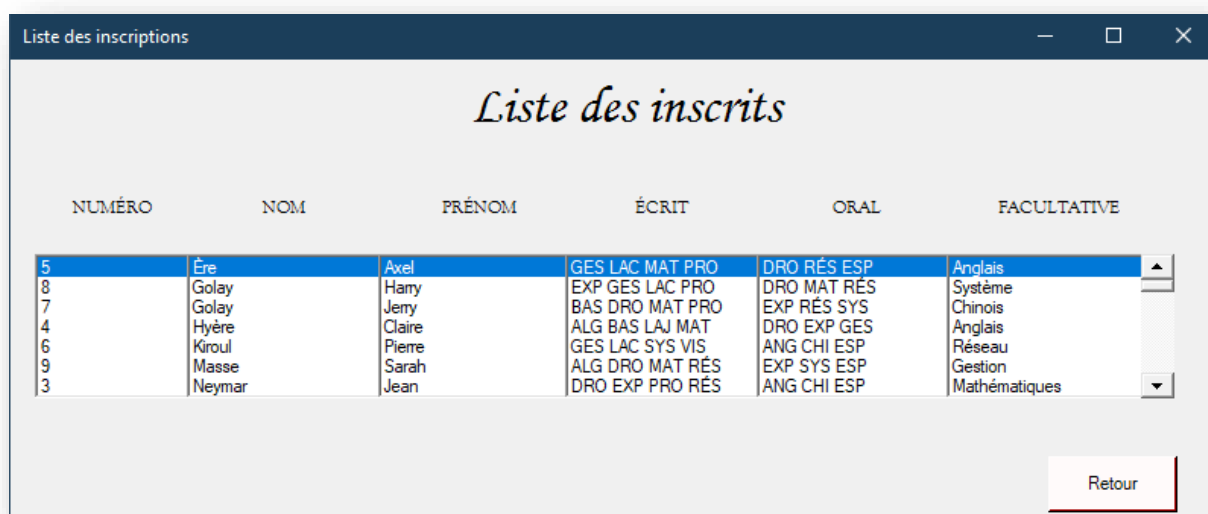 Liste des inscriptions
Liste des inscrits
NUMÉRO NOM PRÉNOM ÉCRIT ORAL FACULTATIVE
5 Ère Axel GES LAC MAT PRO DRO RÉS ESP Anglais
8 Golay Harry EXP GES LAC PRO DRO MAT RÉS Système
7 Golay Jerry BAS DRO MAT PRO EXP RÉS SYS Chinois
4 Hyère Claire ALG BAS LAJ MAT DRO EXP GES Anglais
6 Kiroul Pierre GES LAC SYS VIS ANG CHI ESP Réseau
9 Masse Sarah ALG DRO MAT RÉS EXP SYS ESP Gestion
3 Neymar Jean DRO EXP PRO RÉS ANG CHI ESP Mathématiques
Retour